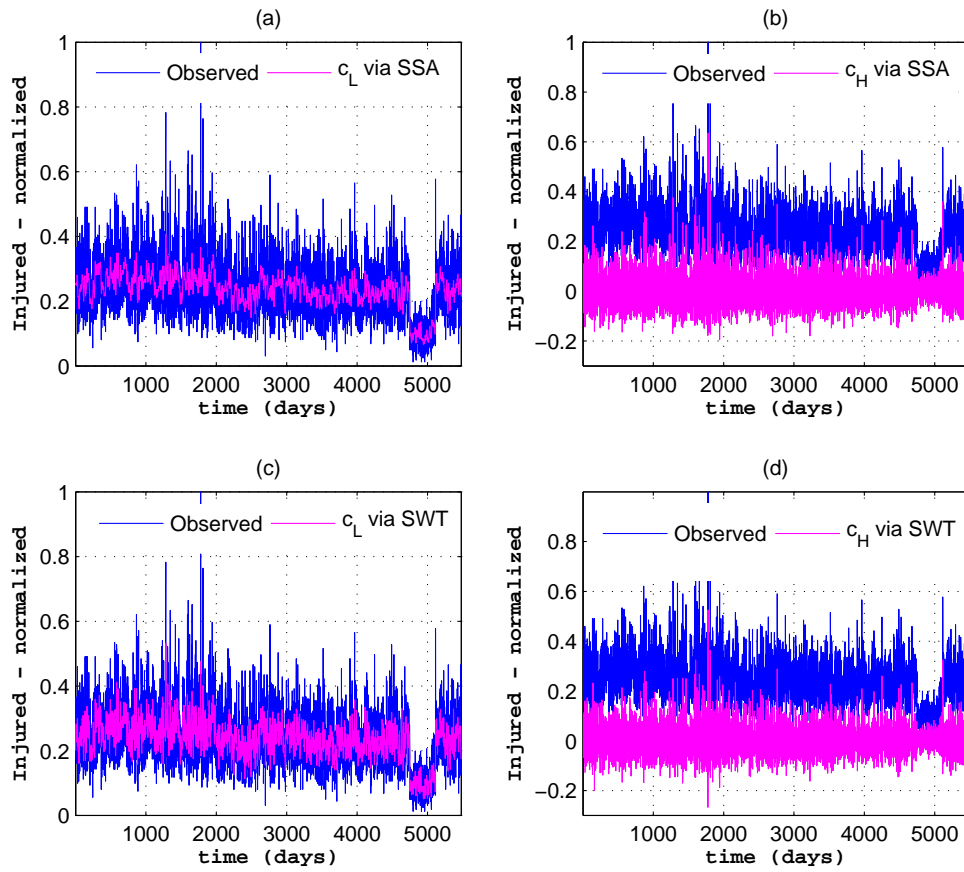 (a)
Injured - normalized
1
0.8
0.6
0.4
0.2
0
Observed
c_L via SSA
1000
2000
3000
4000
5000
time (days)
(b)
Injured - normalized
1
0.8
0.6
0.4
0.2
0
−0.2
Observed
c_H via SSA
1000
2000
3000
4000
5000
time (days)
(c)
Injured - normalized
1
0.8
0.6
0.4
0.2
0
Observed
c_L via SWT
1000
2000
3000
4000
5000
time (days)
(d)
Injured - normalized
0.8
0.6
0.4
0.2
0
−0.2
Observed
c_H via SWT
1000
2000
3000
4000
5000
time (days)